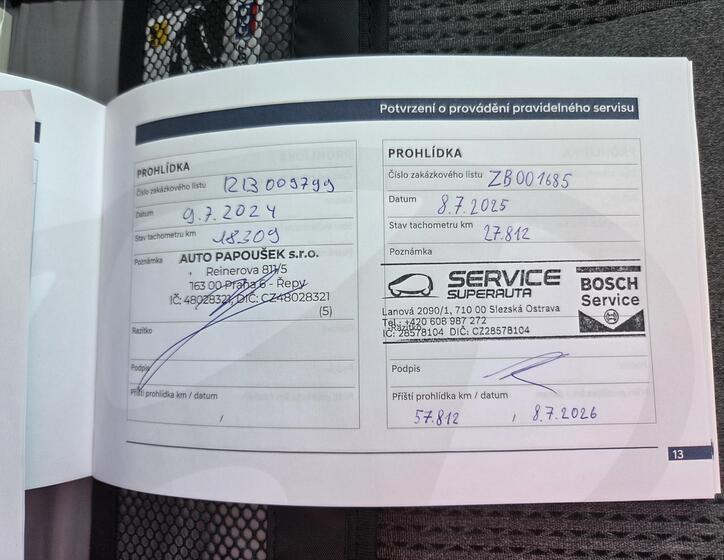 Potvrzení o provádění pravidelného servisu
PROHLÍDKA
Číslo zakázkového listu 1213009799
Datum 9.7.2024
Stav tachometru km 18309
Poznámka
AUTO PAPOUŠEK s.r.o.
Reinerova 811/5
163 00 Praha 6 - Řepy
IČ: 48028321, DIČ: CZ48028321
(5)
Razítko
Podpis
Příští prohlídka km / datum
/
PROHLÍDKA
Číslo zakázkového listu ZB001685
Datum 8.7.2025
Stav tachometru km 27.812
Poznámka
SERVICE
SUPERAUTA
BOSCH
Service
Lanová 2090/1, 710 00 Slezská Ostrava
Tel.: +420 608 987 272
Razítko
IC: 28578104 DIČ: CZ28578104
Podpis
Příští prohlídka km / datum
57.812 / 8.7.2026
13